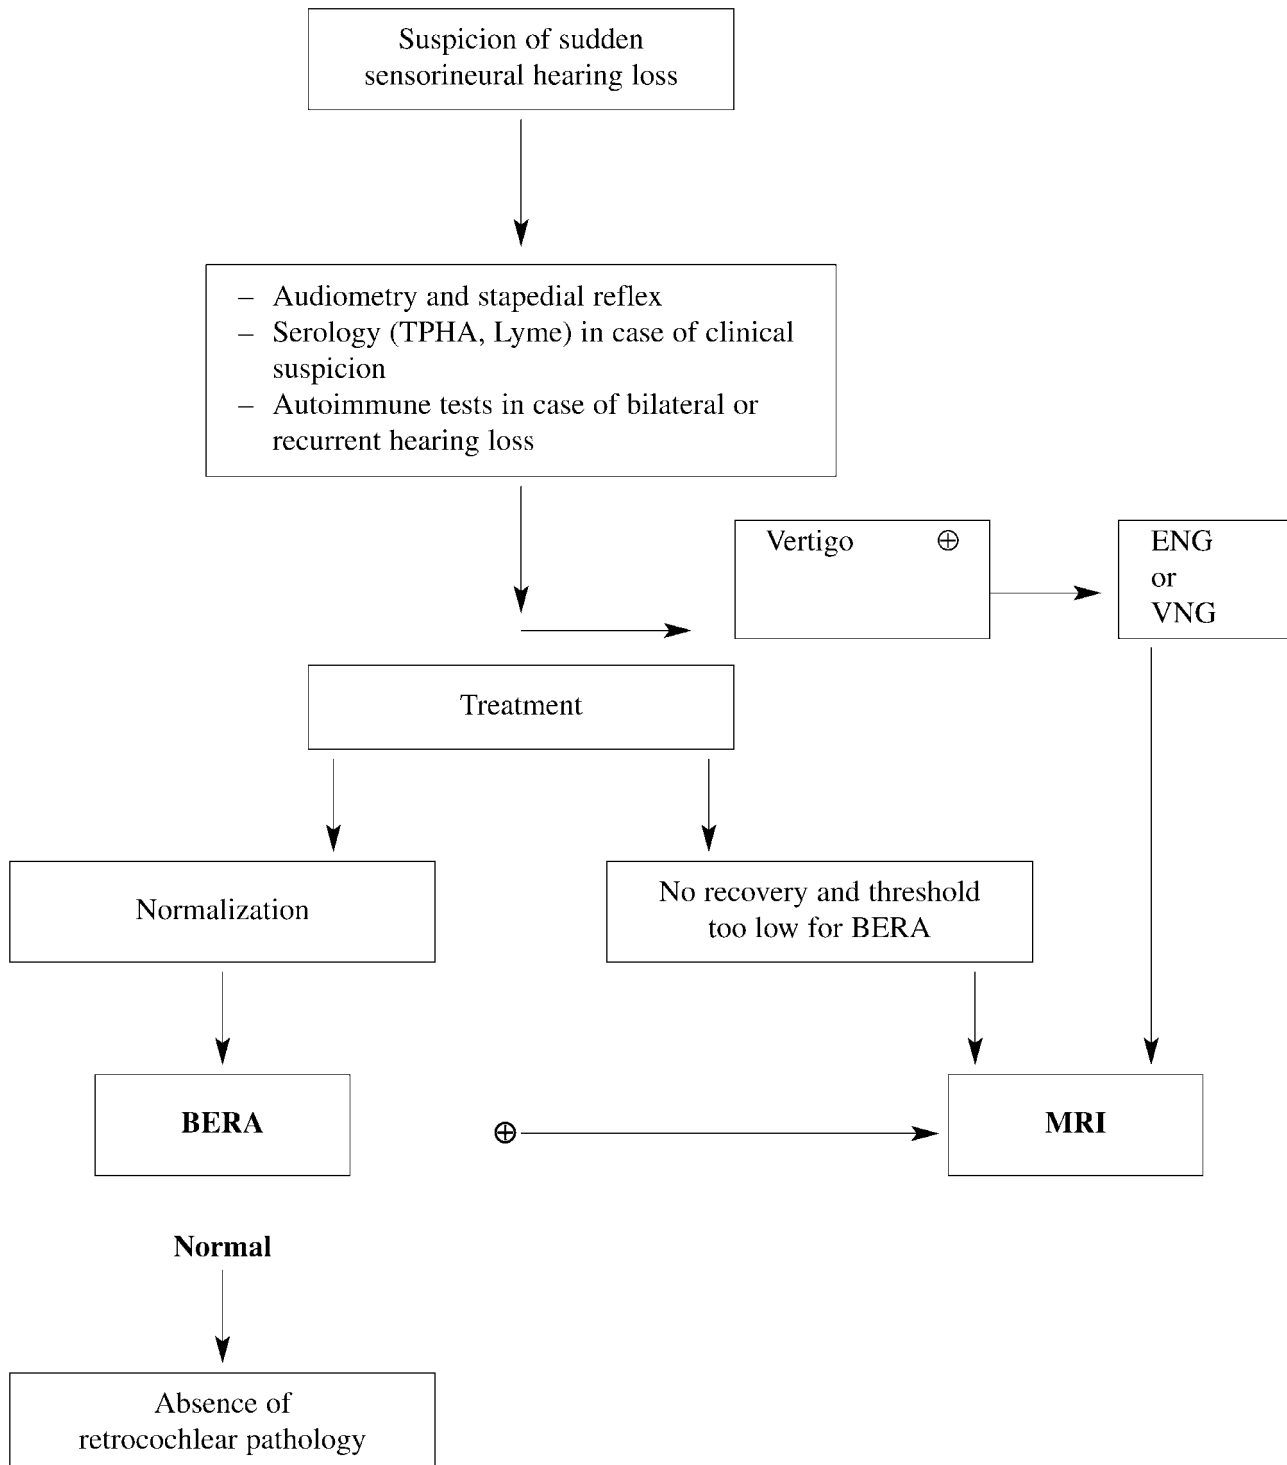 Suspicion of sudden
sensorineural hearing loss
– Audiometry and stapedial reflex
– Serology (TPHA, Lyme) in case of clinical
suspicion
– Autoimmune tests in case of bilateral or
recurrent hearing loss
Vertigo ⊕
ENG
or
VNG
Treatment
Normalization
No recovery and threshold
too low for BERA
BERA
⊕
MRI
Normal
Absence of
retrocochlear pathology